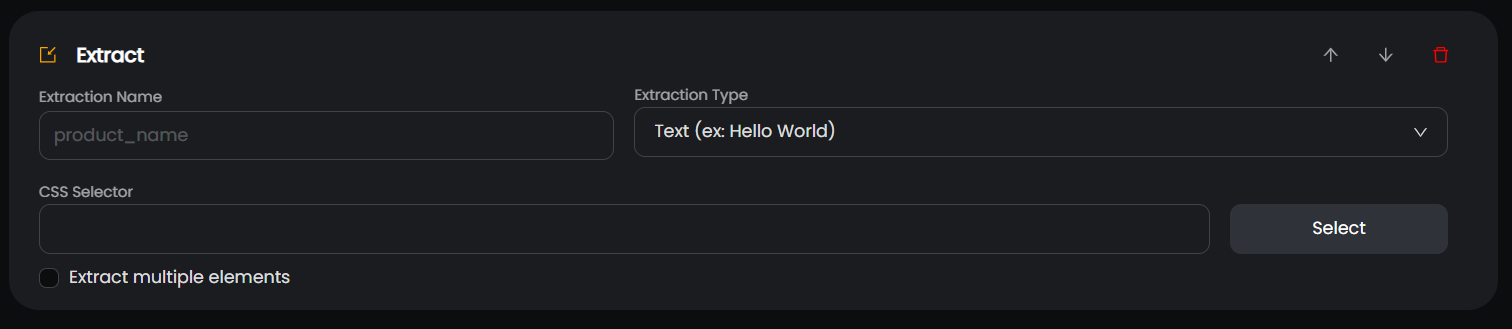 Extract
Extraction Name
Extraction Type
product_name
Text (ex: Hello World)
CSS Selector
Select
Extract multiple elements